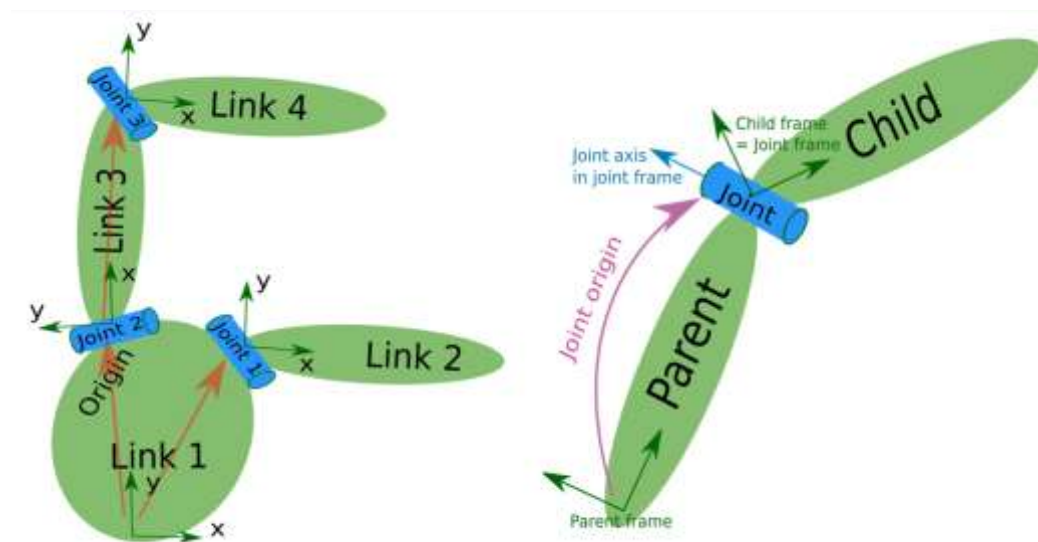 y
Joint 3
x
Link 4
Link 3
x
y
Joint 2
Origin
y
Joint 1
x
Link 2
Link 1
y
x
Child frame
= Joint frame
Child
Joint axis
in joint frame
Joint
Joint origin
Parent
Parent frame